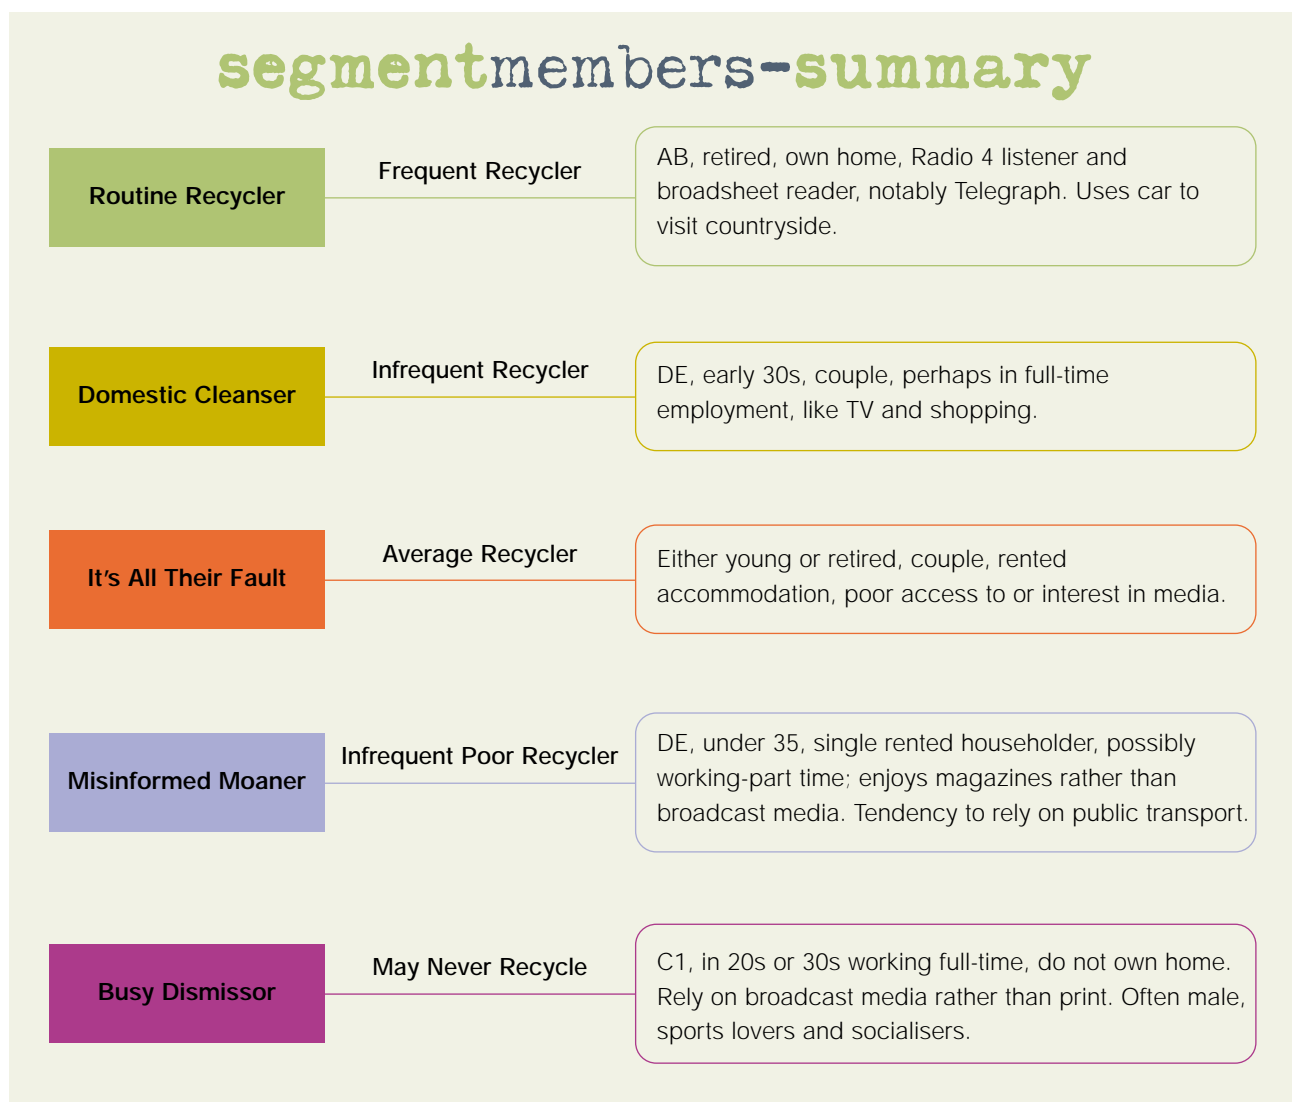 segmentmembers-summary
Routine Recycler
Frequent Recycler
AB, retired, own home, Radio 4 listener and
broadsheet reader, notably Telegraph. Uses car to
visit countryside.
Domestic Cleanser
Infrequent Recycler
DE, early 30s, couple, perhaps in full-time
employment, like TV and shopping.
It's All Their Fault
Average Recycler
Either young or retired, couple, rented
accommodation, poor access to or interest in media.
Misinformed Moaner
Infrequent Poor Recycler
DE, under 35, single rented householder, possibly
working-part time; enjoys magazines rather than
broadcast media. Tendency to rely on public transport.
Busy Dismissor
May Never Recycle
C1, in 20s or 30s working full-time, do not own home.
Rely on broadcast media rather than print. Often male,
sports lovers and socialisers.